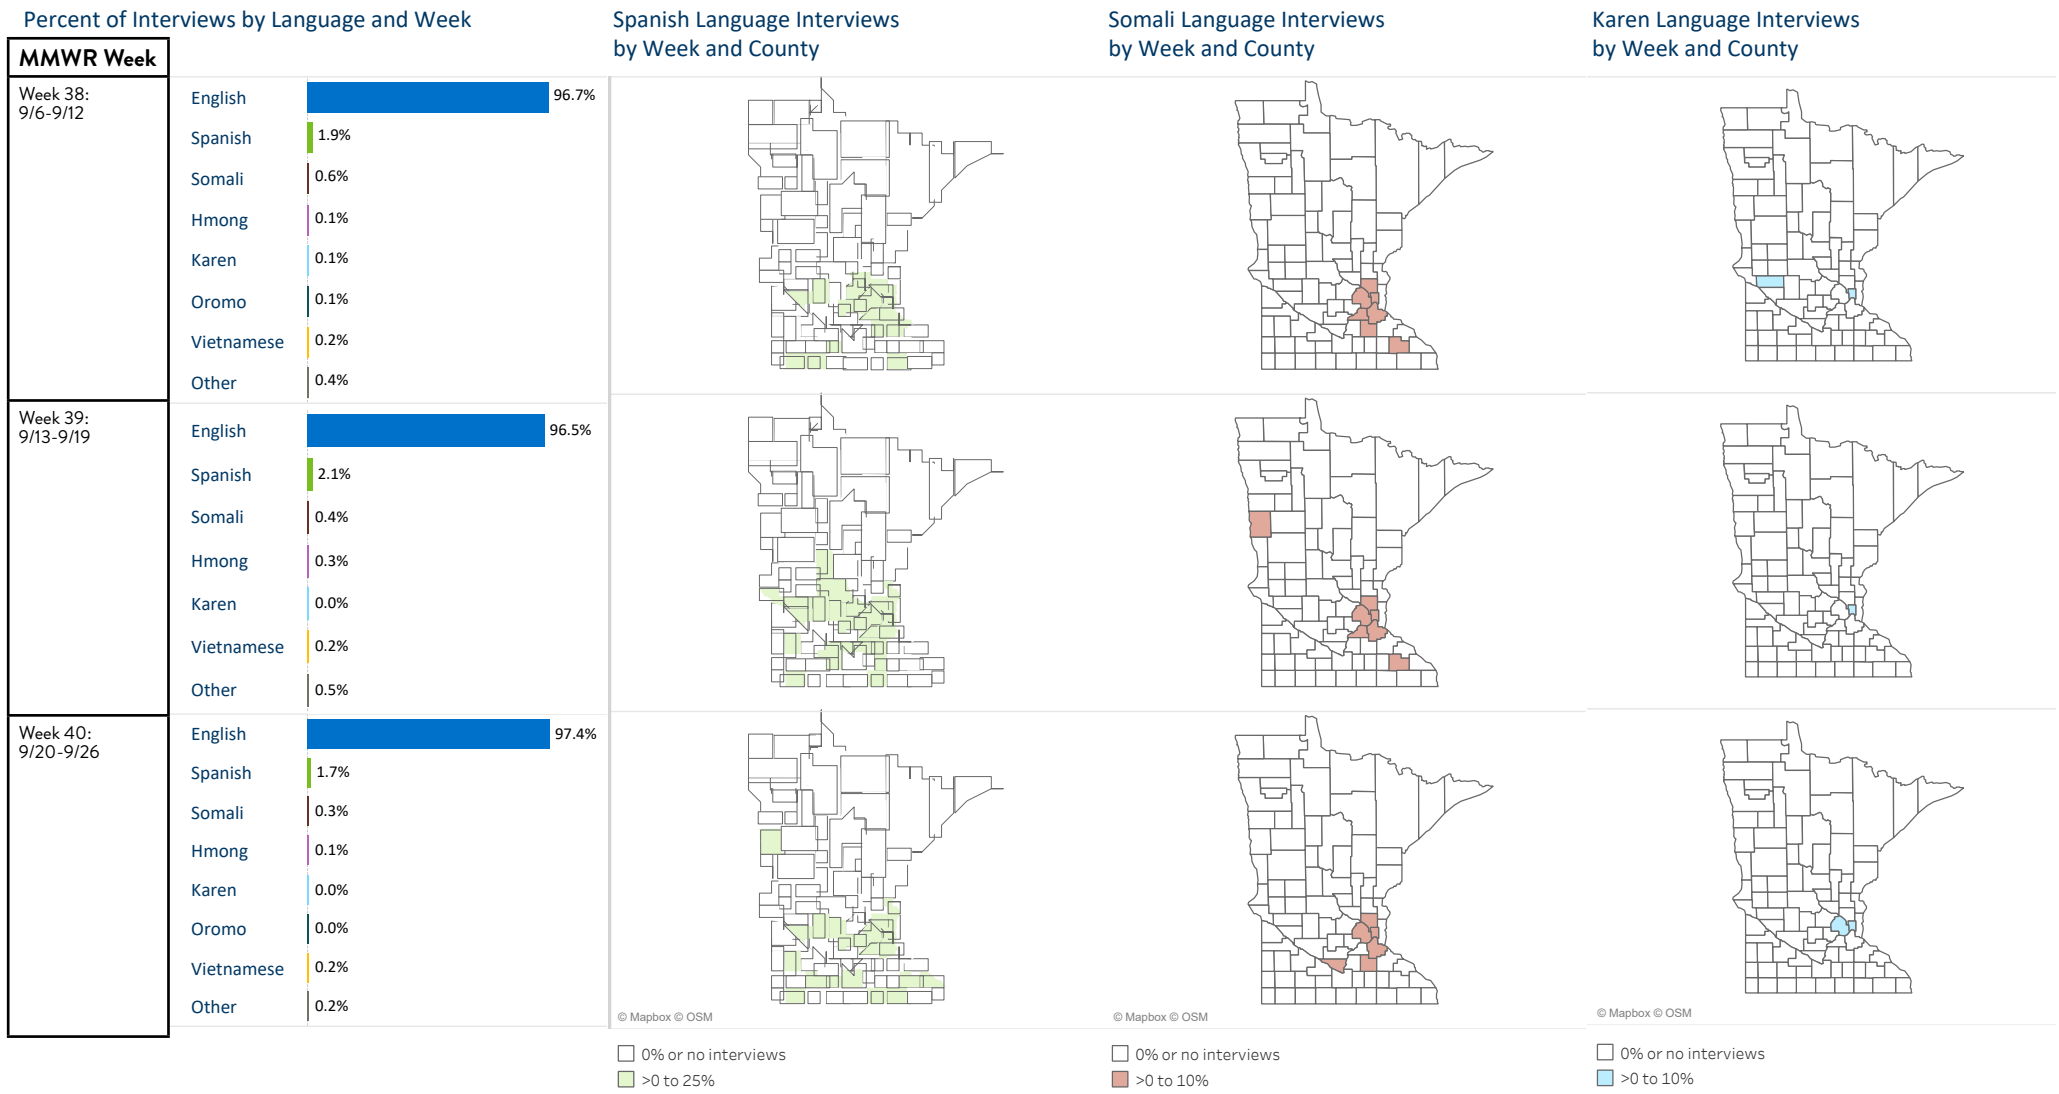 Percent of Interviews by Language and Week
Spanish Language Interviews
by Week and County
Somali Language Interviews
by Week and County
Karen Language Interviews
by Week and County
MMWR Week
Week 38:
9/6-9/12
English 96.7%
Spanish 1.9%
Somali 0.6%
Hmong 0.1%
Karen 0.1%
Oromo 0.1%
Vietnamese 0.2%
Other 0.4%
Week 39:
9/13-9/19
English 96.5%
Spanish 2.1%
Somali 0.4%
Hmong 0.3%
Karen 0.0%
Vietnamese 0.2%
Other 0.5%
Week 40:
9/20-9/26
English 97.4%
Spanish 1.7%
Somali 0.3%
Hmong 0.1%
Karen 0.0%
Oromo 0.0%
Vietnamese 0.2%
Other 0.2%
© Mapbox © OSM
© Mapbox © OSM
© Mapbox © OSM
0% or no interviews
>0 to 25%
0% or no interviews
>0 to 10%
0% or no interviews
>0 to 10%